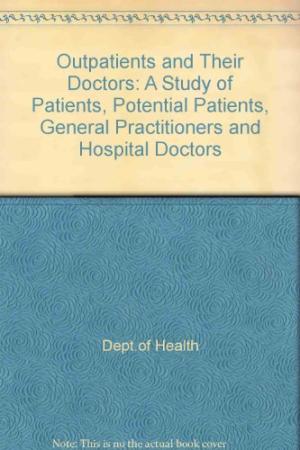 Outpatients and Their
Doctors: A Study of
Patients, Potential Patients,
General Practitioners and
Hospital Doctors
Dept.of Health
Note: This is no the actual book cover